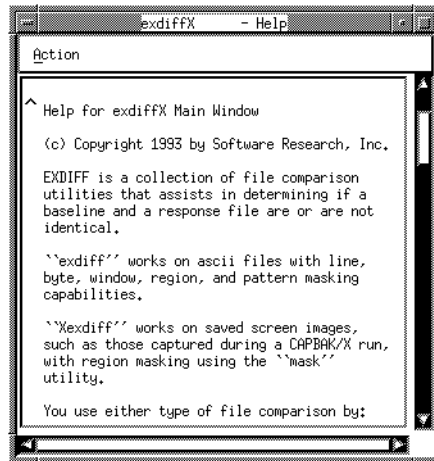 exdiffX - Help
Action
Help for exdiffX Main Window
(c) Copyright 1993 by Software Research, Inc.
EXDIFF is a collection of file comparison
utilities that assists in determining if a
baseline and a response file are or are not
identical.
``exdiff'' works on ascii files with line,
byte, window, region, and pattern masking
capabilities.
``Xexdiff'' works on saved screen images,
such as those captured during a CAPBAK/X run,
with region masking using the ``mask''
utility.
You use either type of file comparison by: